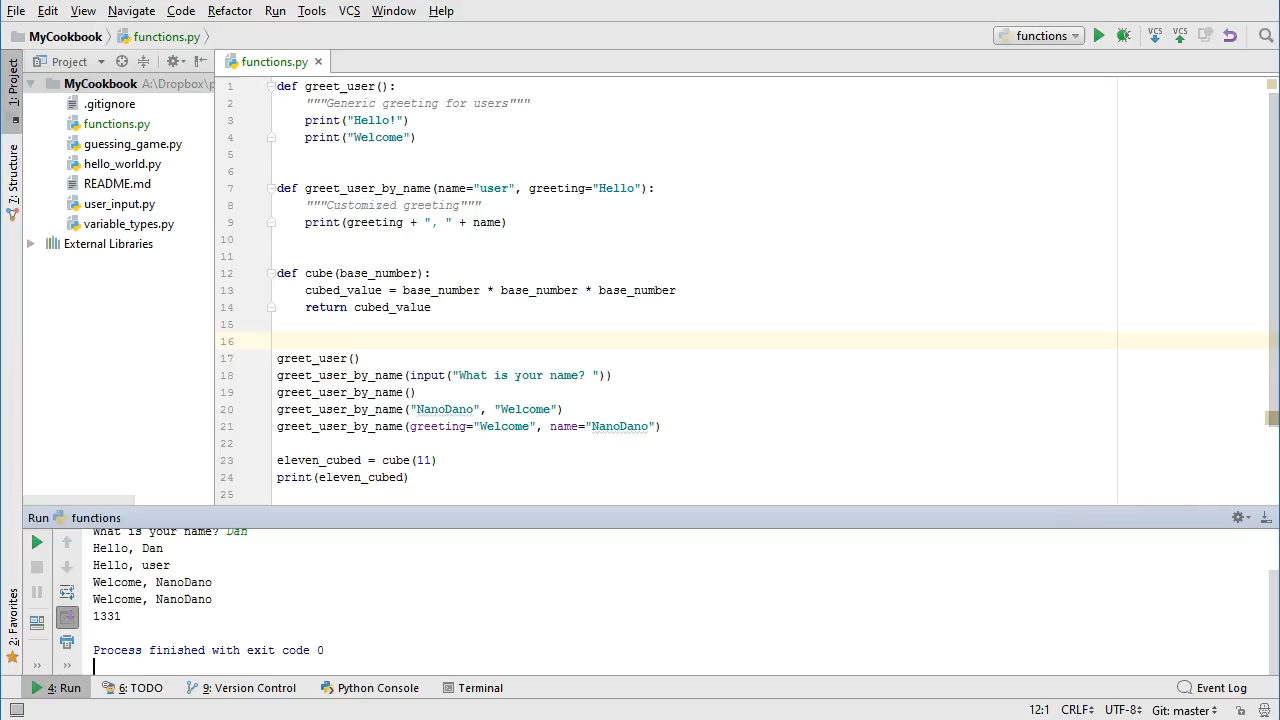 File Edit View Navigate Code Refactor Run Tools VCS Window Help
MyCookbook functions.py functions VCS VCS
1: Project
Project
functions.py
MyCookbook A:\Dropbox\p
.gitignore
functions.py
guessing_game.py
hello_world.py
README.md
user_input.py
variable_types.py
External Libraries
7: Structure
1 def greet_user():
2 """Generic greeting for users"""
3 print("Hello!")
4 print("Welcome")
5
6
7 def greet_user_by_name(name="user", greeting="Hello"):
8 """Customized greeting"""
9 print(greeting + ", " + name)
10
11
12 def cube(base_number):
13 cubed_value = base_number * base_number * base_number
14 return cubed_value
15
16
17 greet_user()
18 greet_user_by_name(input("What is your name? "))
19 greet_user_by_name()
20 greet_user_by_name("NanoDano", "Welcome")
21 greet_user_by_name(greeting="Welcome", name="NanoDano")
22
23 eleven_cubed = cube(11)
24 print(eleven_cubed)
25
Run functions
What is your name? Dan
Hello, Dan
Hello, user
Welcome, NanoDano
Welcome, NanoDano
1331
Process finished with exit code 0
2: Favorites
4: Run 6: TODO 9: Version Control Python Console Terminal Event Log
12:1 CRLF UTF-8 Git: master